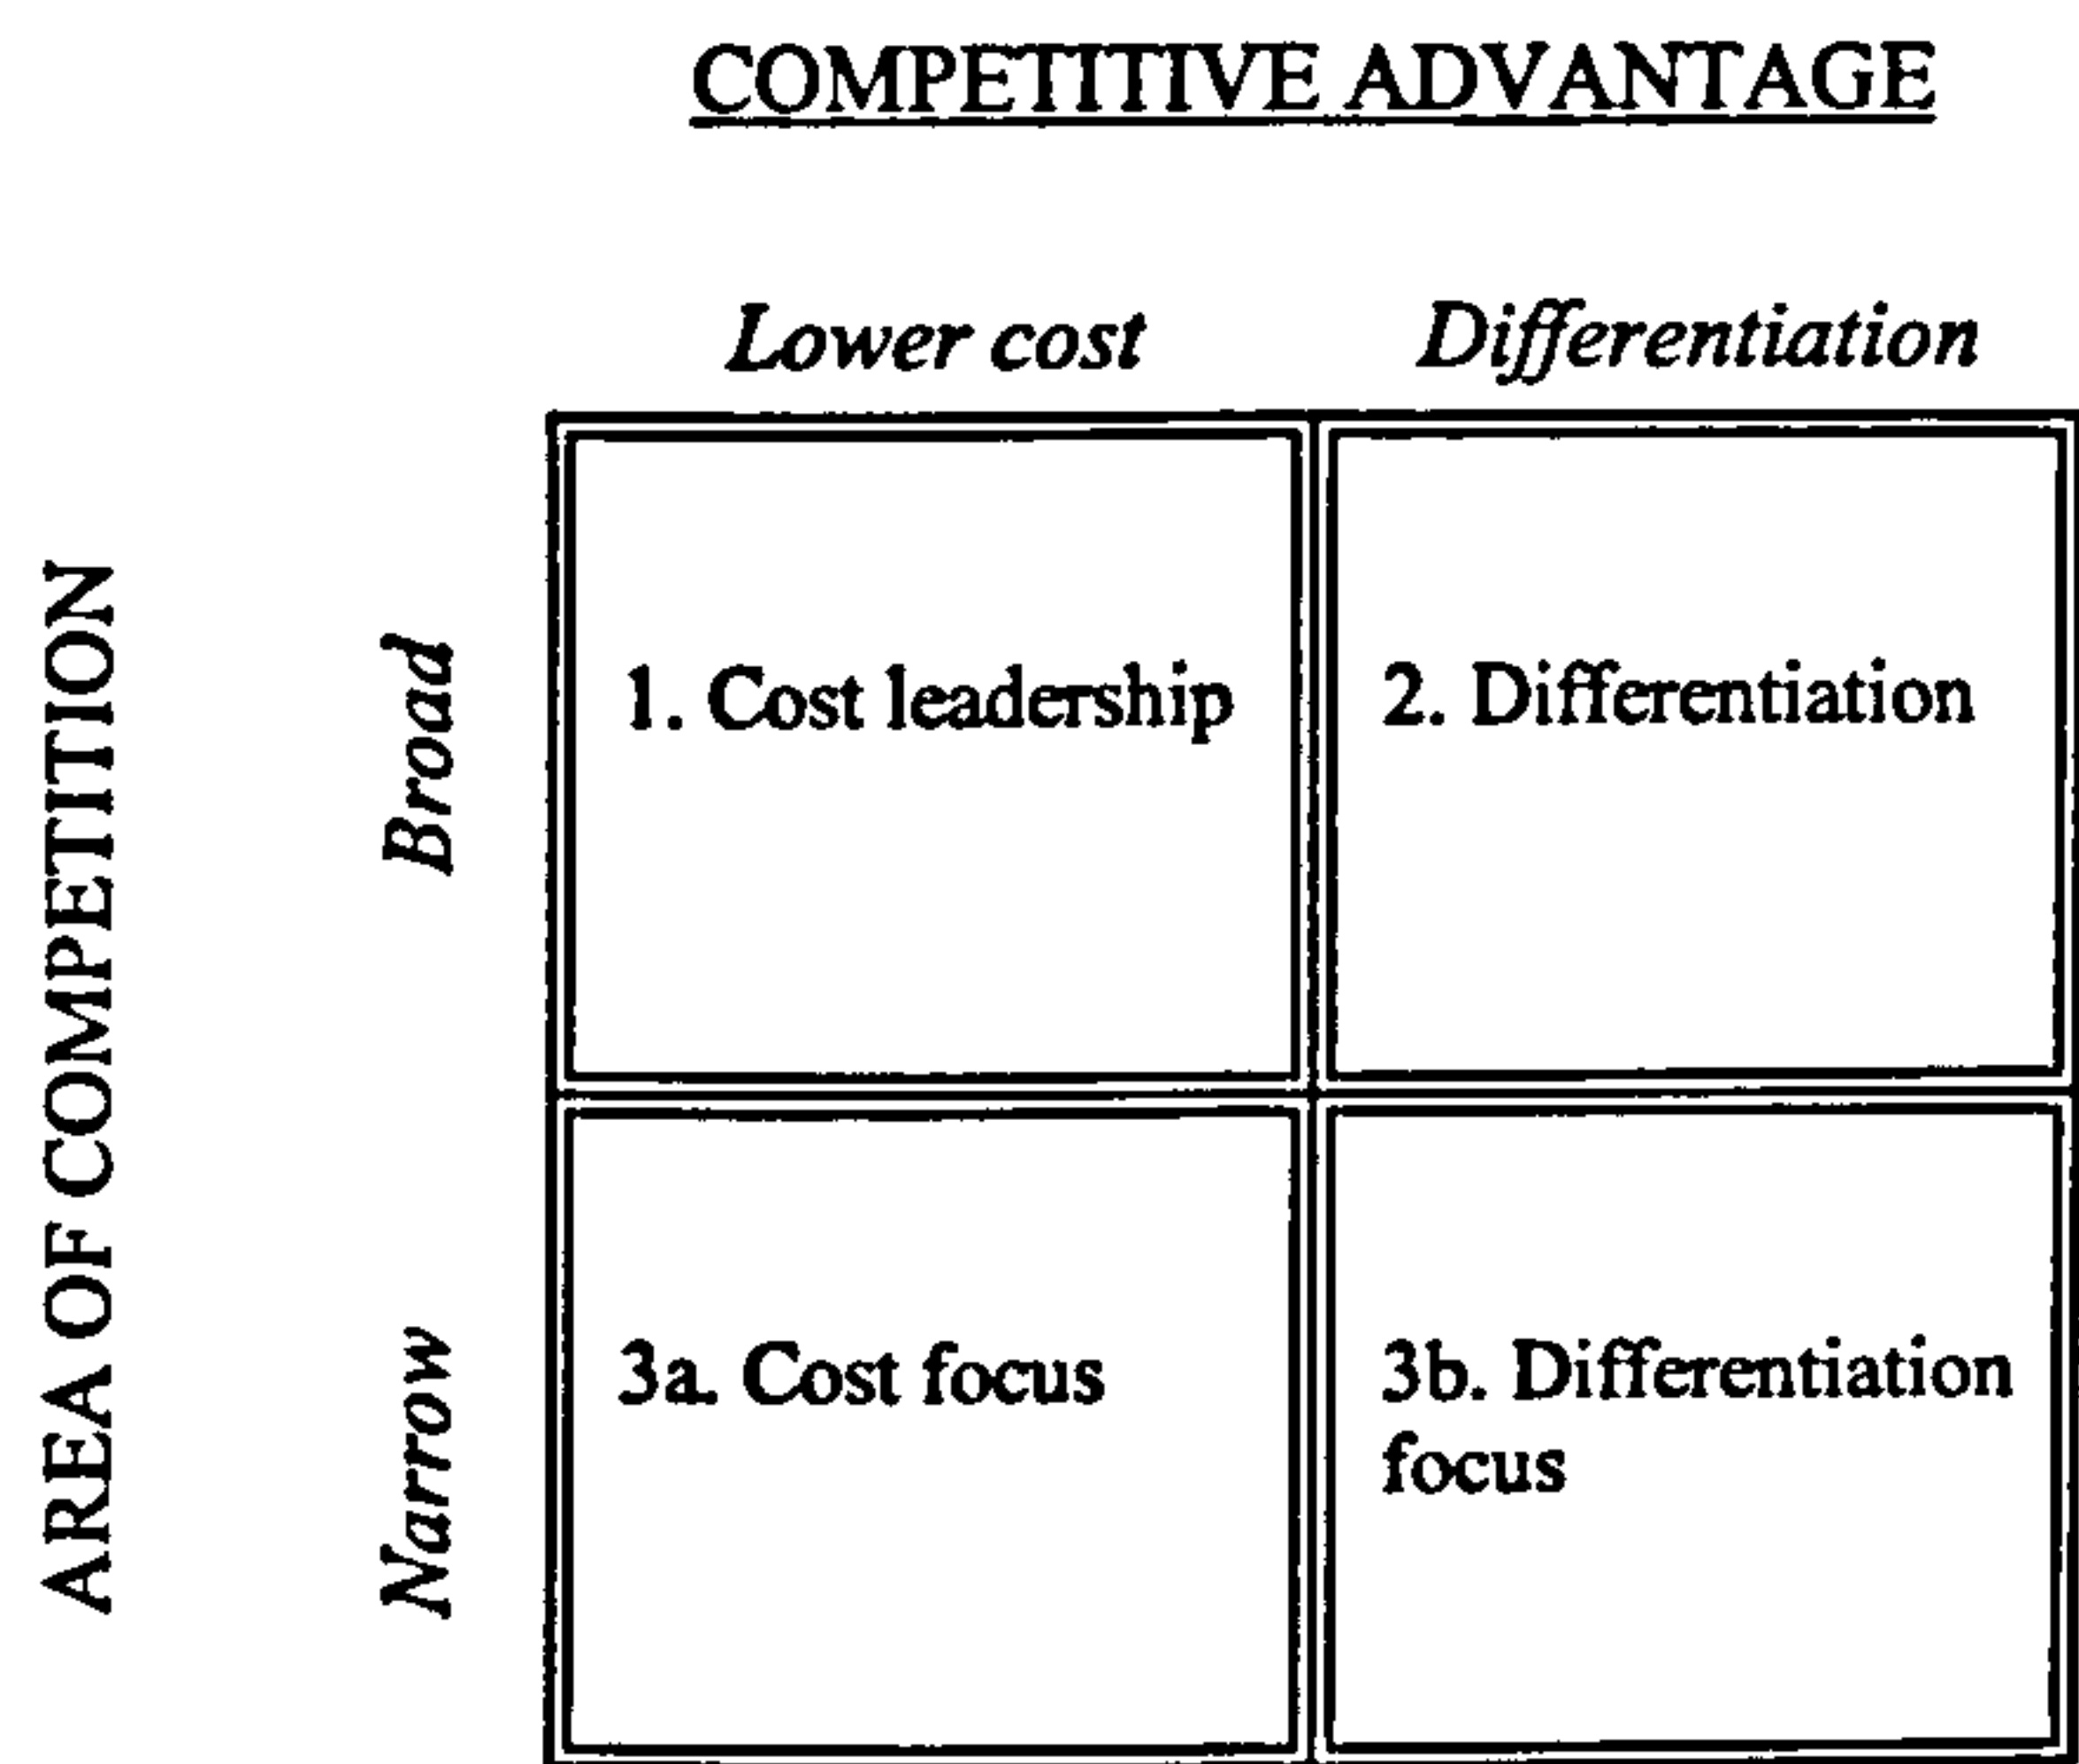 COMPETITIVE ADVANTAGE
Lower cost
Differentiation
AREA OF COMPETITION
Broad
1. Cost leadership
2. Differentiation
Narrow
3a. Cost focus
3b. Differentiation
focus